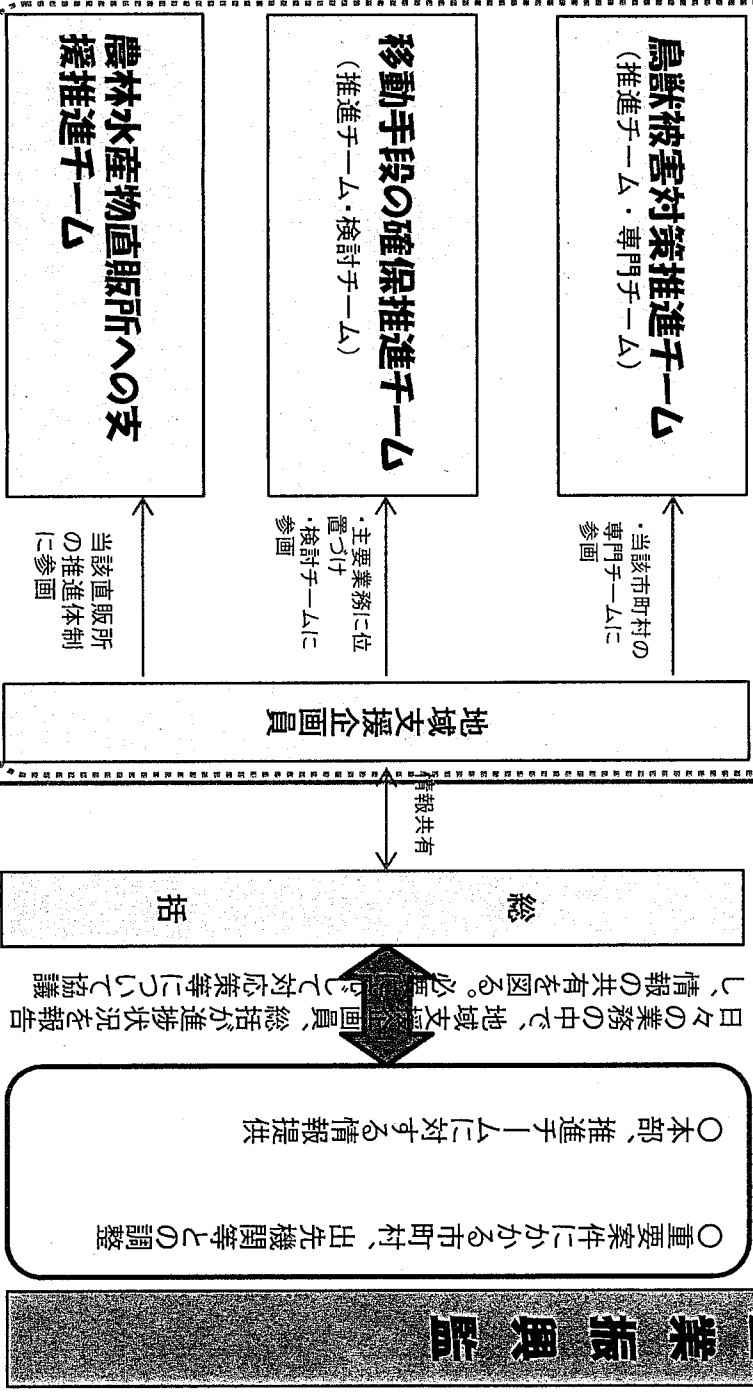 業振興監
○重要案件にかかる市町村、出先機関等との調整
○本部、推進チームに対する情報提供
日々の業務の中で、地域支援企画員、総括が進捗状況を報告
し、情報の共有を図る。必要に応じて対応策等について協議
総括
情報共有
地域支援企画員
・当該市町村の
専門チームに
参画
・主要業務に位
置づけ
・検討チームに
参画
当該直販所
の推進体制
に参画
鳥獣被害対策推進チーム
(推進チーム・専門チーム)
移動手段の確保推進チーム
(推進チーム・検討チーム)
農林水産物直販所への支
援推進チーム